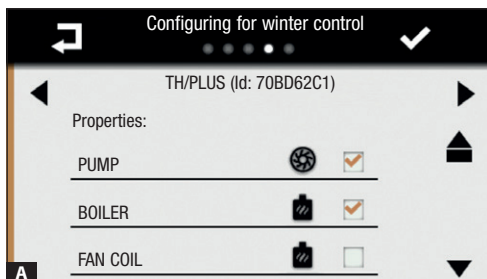 Configuring for winter control
TH/PLUS (Id: 70BD62C1)
Properties:
PUMP
BOILER
FAN COIL
A